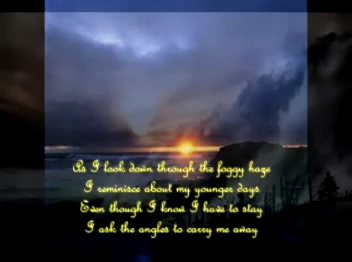 As I look down through the foggy haze
I reminisce about my younger days
Even though I know I have to stay
I ask the angles to carry me away